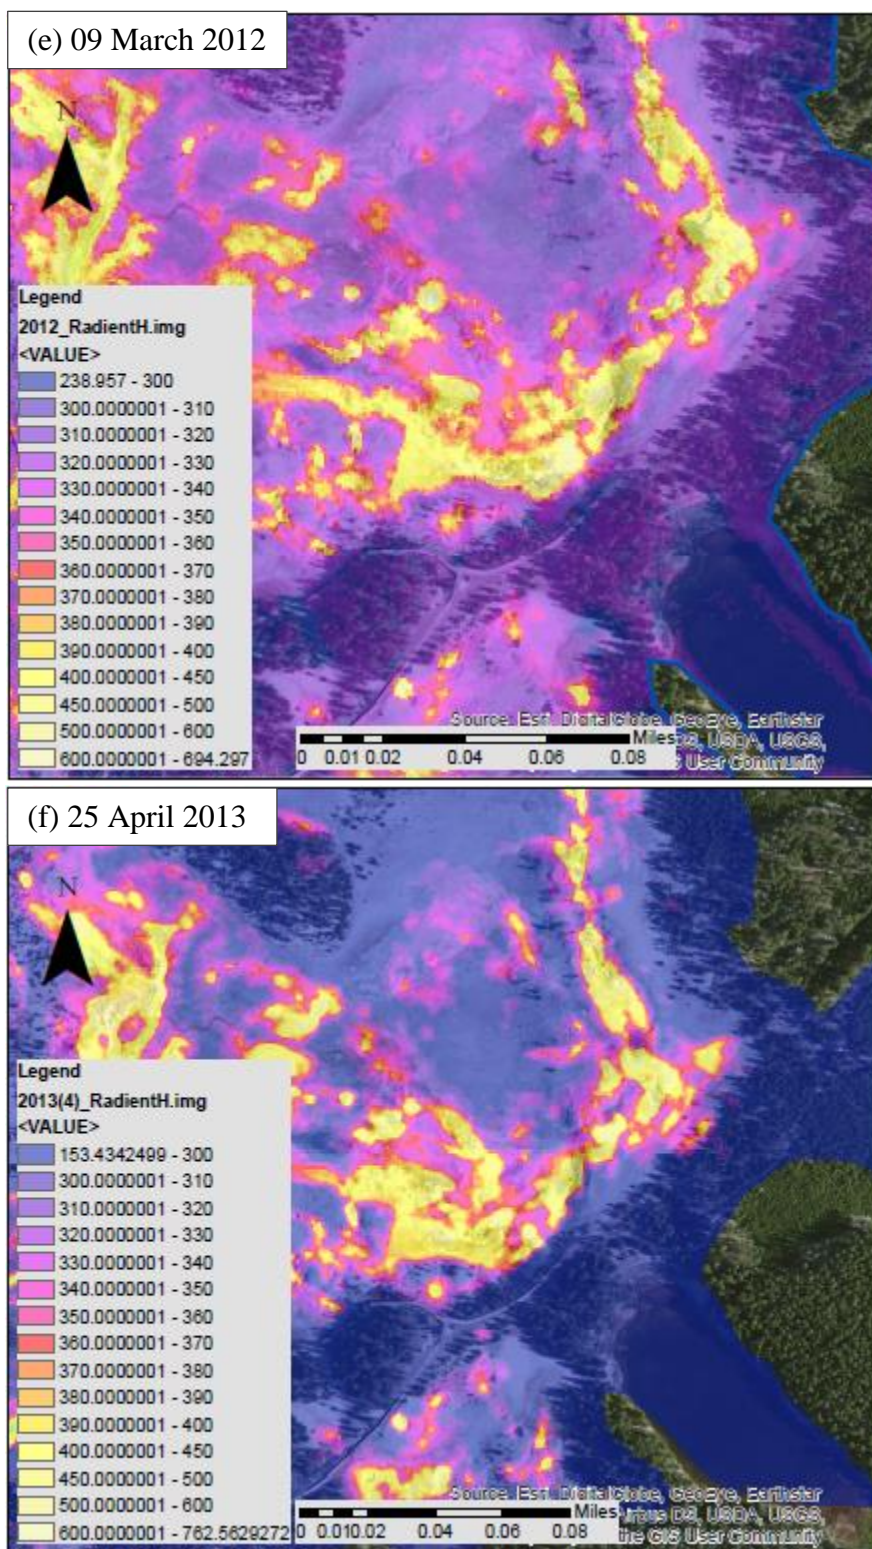 (e) 09 March 2012
N
Legend
2012_RadientH.img
<VALUE>
238.957 - 300
300.0000001 - 310
310.0000001 - 320
320.0000001 - 330
330.0000001 - 340
340.0000001 - 350
350.0000001 - 360
360.0000001 - 370
370.0000001 - 380
380.0000001 - 390
390.0000001 - 400
400.0000001 - 450
450.0000001 - 500
500.0000001 - 600
600.0000001 - 694.297
Source: Esri, DigitalGlobe, GeoEye, Earthstar
Miles
USDA, USGS,
0 0.01 0.02 0.04 0.06 0.08
User Community
(f) 25 April 2013
N
Legend
2013(4)_RadientH.img
<VALUE>
153.4342499 - 300
300.0000001 - 310
310.0000001 - 320
320.0000001 - 330
330.0000001 - 340
340.0000001 - 350
350.0000001 - 360
360.0000001 - 370
370.0000001 - 380
380.0000001 - 390
390.0000001 - 400
400.0000001 - 450
450.0000001 - 500
500.0000001 - 600
600.0000001 - 762.5629272
Source: Esri, DigitalGlobe, GeoEye, Earthstar
Miles
DS, USDA, USGS,
0 0.01 0.02 0.04 0.06 0.08
the GIS User Community